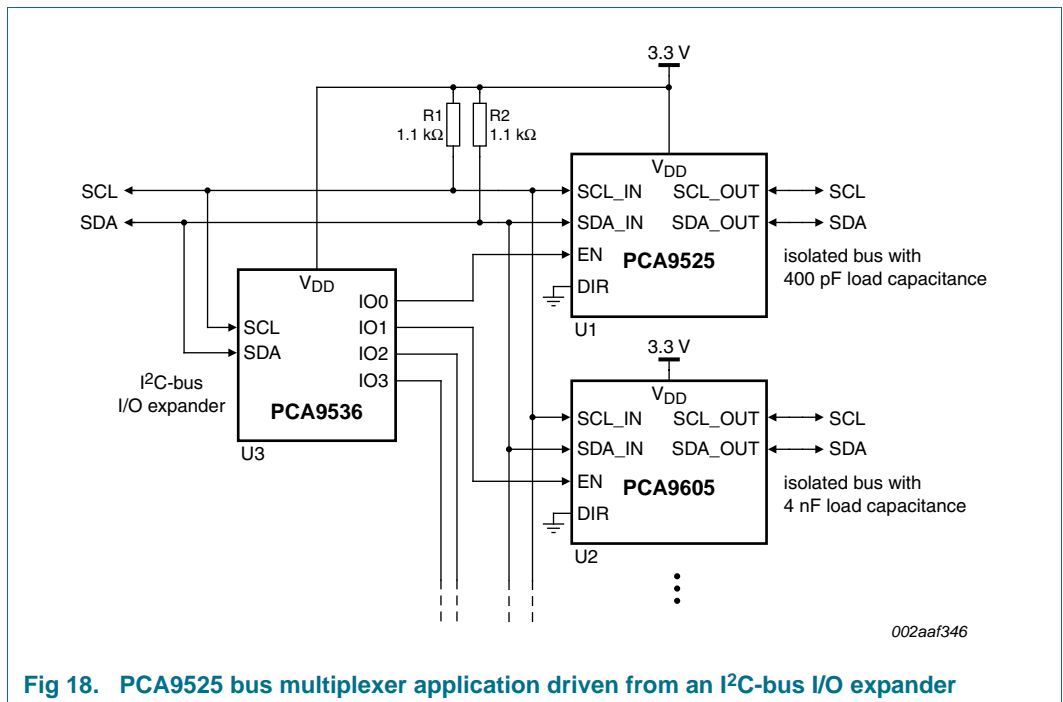 3.3 V
R1
1.1 kΩ
R2
1.1 kΩ
SCL
SDA
VDD
SCL_IN
SCL_OUT
SCL
SDA_IN
SDA_OUT
SDA
EN
PCA9525
DIR
isolated bus with
400 pF load capacitance
U1
VDD
IO0
SCL
IO1
SDA
IO2
IO3
I2C-bus
I/O expander
PCA9536
U3
3.3 V
VDD
SCL_IN
SCL_OUT
SCL
SDA_IN
SDA_OUT
SDA
EN
PCA9605
DIR
isolated bus with
4 nF load capacitance
U2
002aaf346
Fig 18. PCA9525 bus multiplexer application driven from an I2C-bus I/O expander